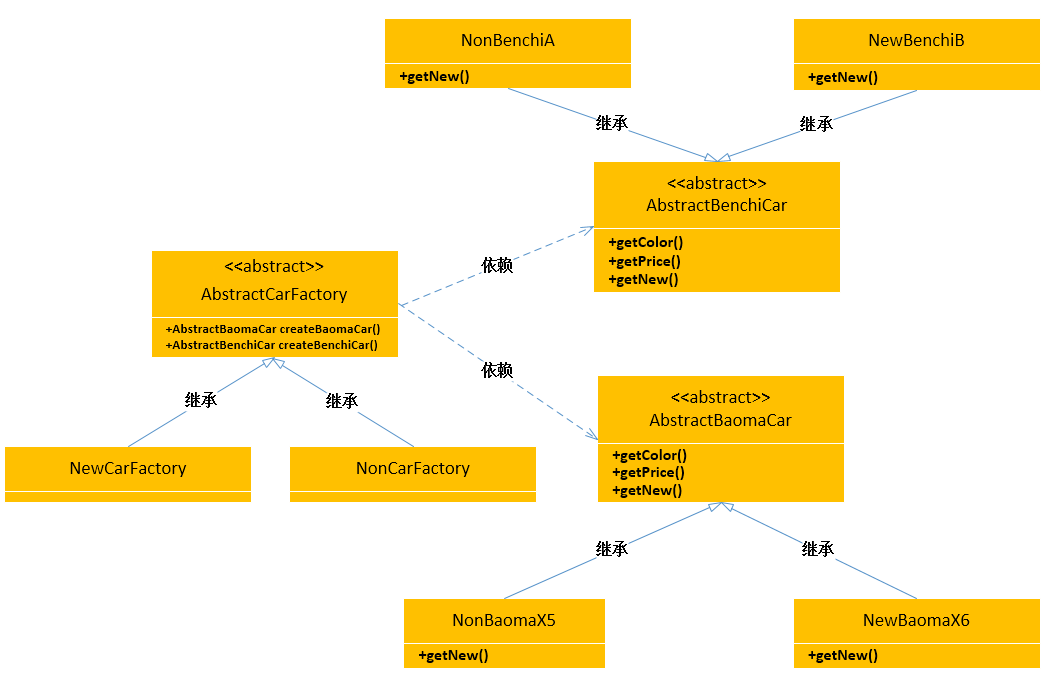 NonBenchiA
+getNew()
NewBenchiB
+getNew()
继承
继承
<<abstract>>
AbstractBenchiCar
+getColor()
+getPrice()
+getNew()
依赖
<<abstract>>
AbstractCarFactory
+AbstractBaomaCar createBaomaCar()
+AbstractBenchiCar createBenchiCar()
依赖
继承
继承
<<abstract>>
AbstractBaomaCar
+getColor()
+getPrice()
+getNew()
NewCarFactory
NonCarFactory
继承
继承
NonBaomaX5
+getNew()
NewBaomaX6
+getNew()